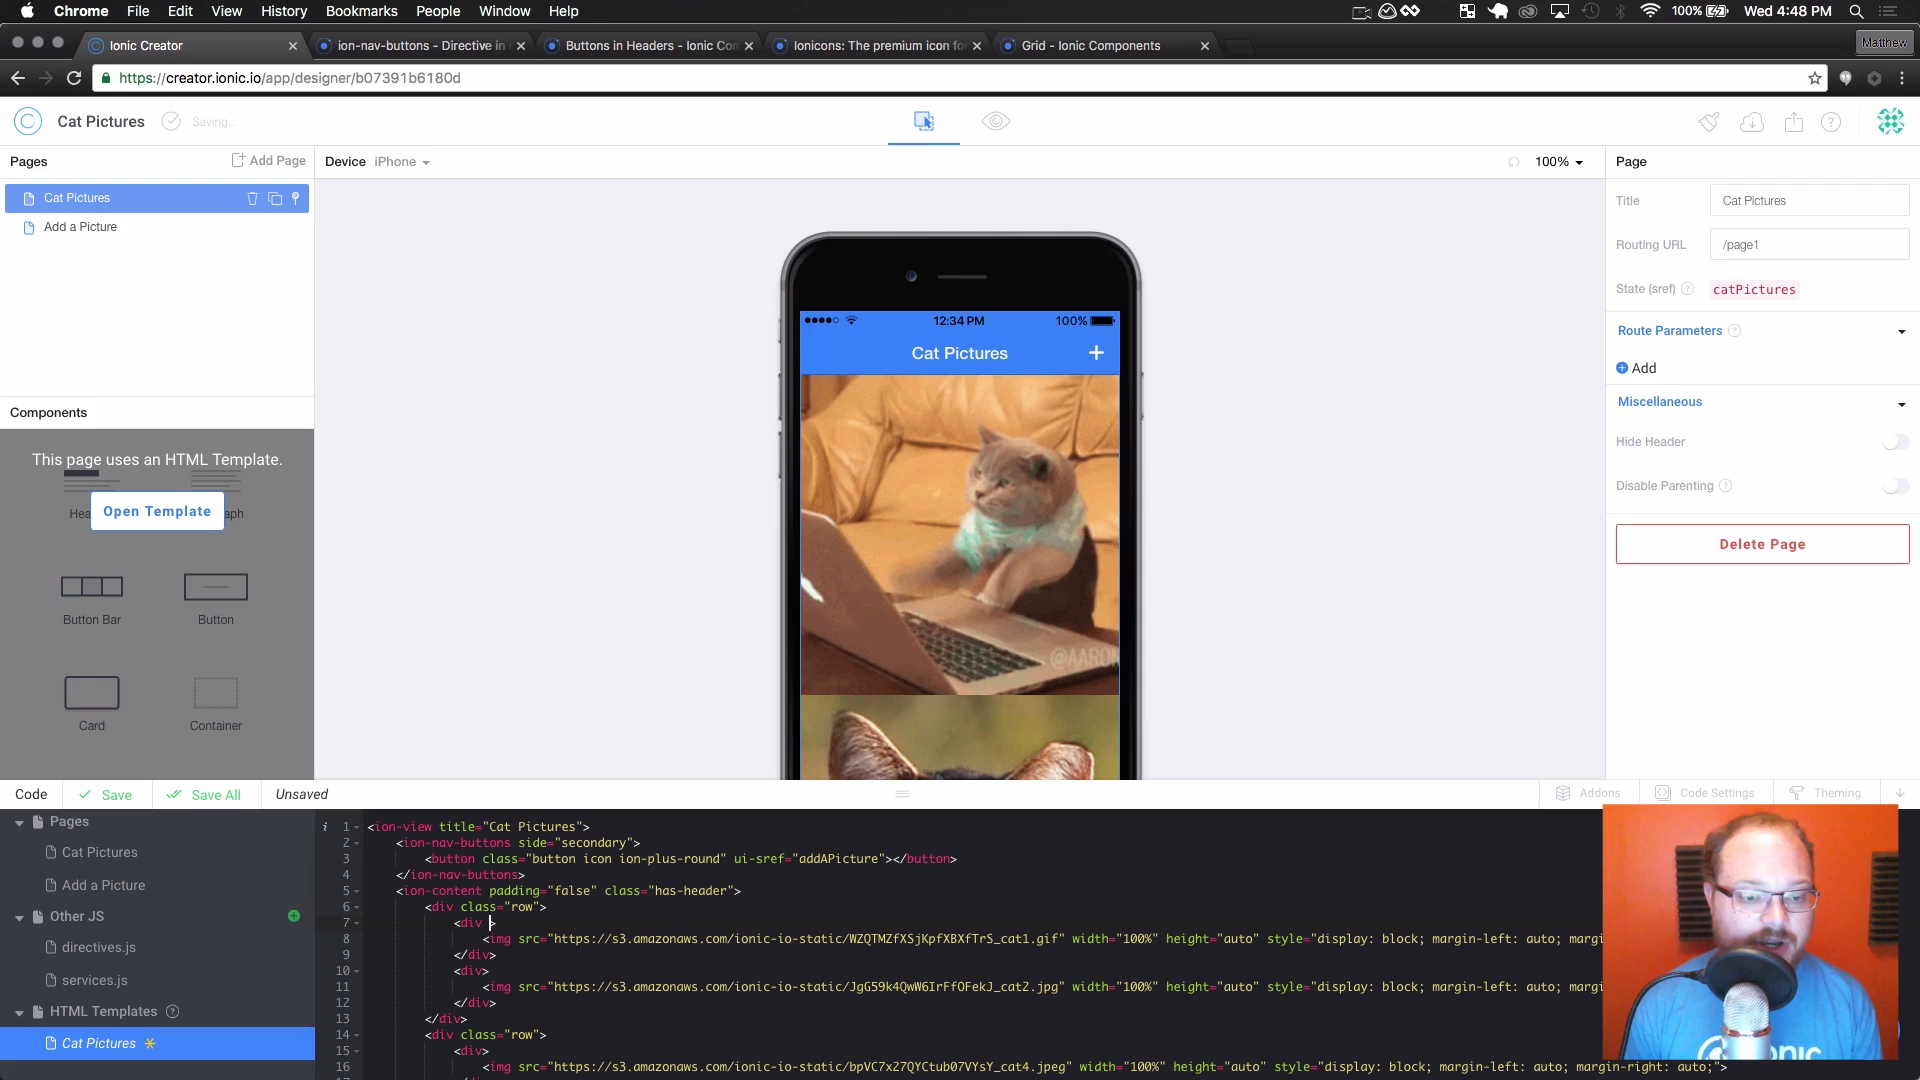 Chrome File Edit View History Bookmarks People Window Help
100% Wed 4:48 PM
Ionic Creator
ion-nav-buttons - Directive in
Buttons in Headers - Ionic Co
Ionicons: The premium icon fo
Grid - Ionic Components
Matthew
https://creator.ionic.io/app/designer/b07391b6180d
Cat Pictures
Saving...
Pages
Add Page
Device iPhone
100%
Page
Cat Pictures
Add a Picture
Title
Cat Pictures
Routing URL
/page1
State (sref)
catPictures
Route Parameters
Add
Miscellaneous
Hide Header
Disable Parenting
Delete Page
12:34 PM
100%
Cat Pictures
@AARON
Components
This page uses an HTML Template.
Hea
aph
Open Template
Button Bar
Button
Card
Container
Code
Save
Save All
Unsaved
Addons
Code Settings
Theming
Pages
Cat Pictures
Add a Picture
Other JS
directives.js
services.js
HTML Templates
Cat Pictures
i 1 <ion-view title="Cat Pictures">
2 <ion-nav-buttons side="secondary">
3 <button class="button icon ion-plus-round" ui-sref="addAPicture"></button>
4 </ion-nav-buttons>
5 <ion-content padding="false" class="has-header">
6 <div class="row">
7 <div >
8 <img src="https://s3.amazonaws.com/ionic-io-static/WZQTMZfXSjKpfXBXfTrS_cat1.gif" width="100%" height="auto" style="display: block; margin-left: auto; margi
9 </div>
10 <div>
11 <img src="https://s3.amazonaws.com/ionic-io-static/JgG59k4QwW6IrFfOFekJ_cat2.jpg" width="100%" height="auto" style="display: block; margin-left: auto; margi
12 </div>
13 </div>
14 <div class="row">
15 <div>
16 <img src="https://s3.amazonaws.com/ionic-io-static/bpVC7x27QYCtub07VYsY_cat4.jpeg" width="100%" height="auto" style="display: block; margin-left: auto; margin-right: auto;">